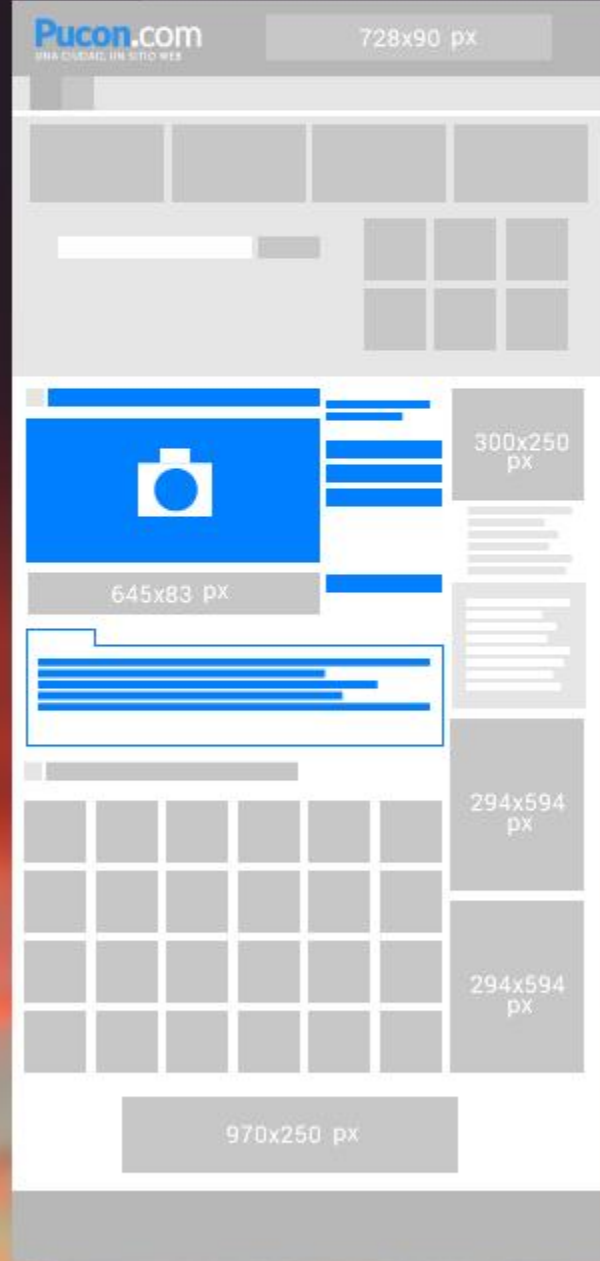 Pucon.com
UNA CIUDAD, UN SITIO WEB
728x90 px
300x250
px
645x83 px
294x594
px
294x594
px
970x250 px